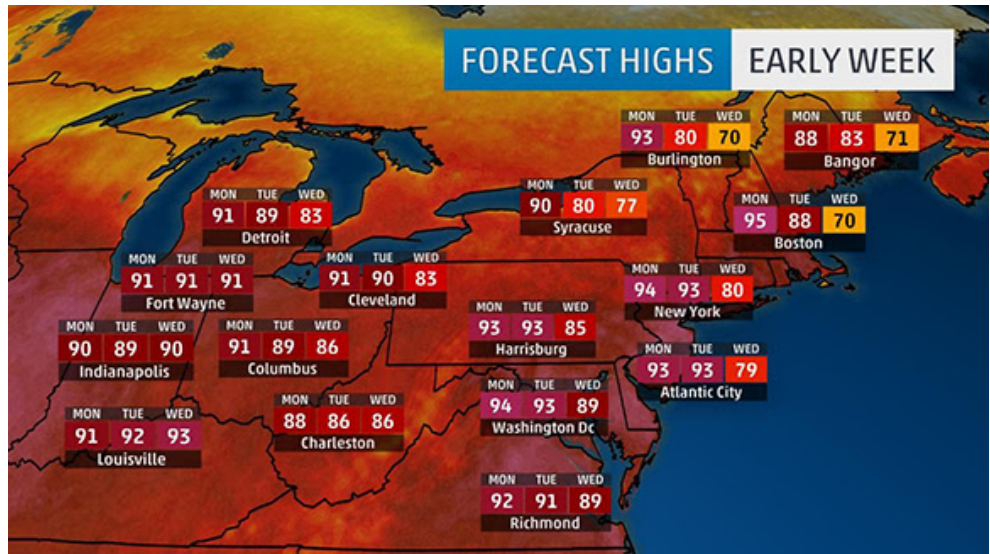 FORECAST HIGHS EARLY WEEK
MON TUE WED
93 80 70
Burlington
MON TUE WED
88 83 71
Bangor
MON TUE WED
91 89 83
Detroit
MON TUE WED
90 80 77
Syracuse
MON TUE WED
95 88 70
Boston
MON TUE WED
91 91 91
Fort Wayne
MON TUE WED
91 90 83
Cleveland
MON TUE WED
94 93 80
New York
MON TUE WED
90 89 90
Indianapolis
MON TUE WED
91 89 86
Columbus
MON TUE WED
93 93 85
Harrisburg
MON TUE WED
93 93 79
Atlantic City
MON TUE WED
91 92 93
Louisville
MON TUE WED
88 86 86
Charleston
MON TUE WED
94 93 89
Washington Dc
MON TUE WED
92 91 89
Richmond